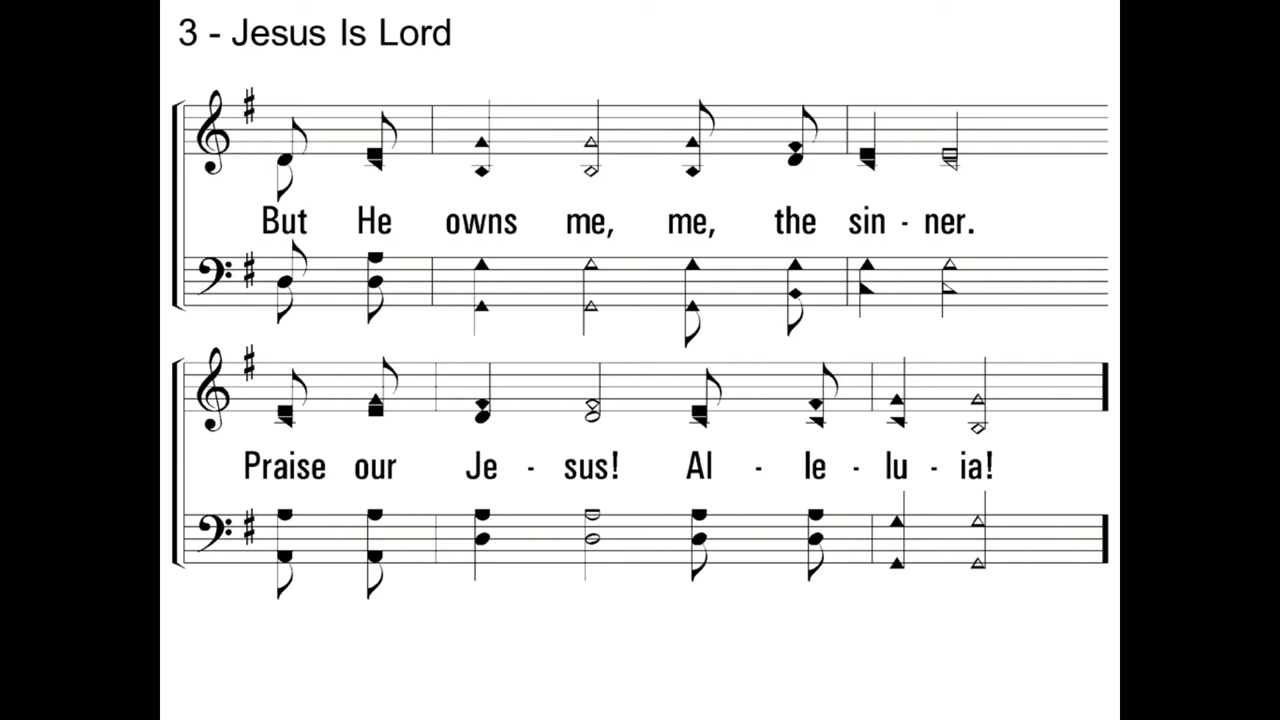 3 - Jesus Is Lord
But He owns me, me, the sin - ner.
Praise our Je - sus! Al - le - lu - ia!